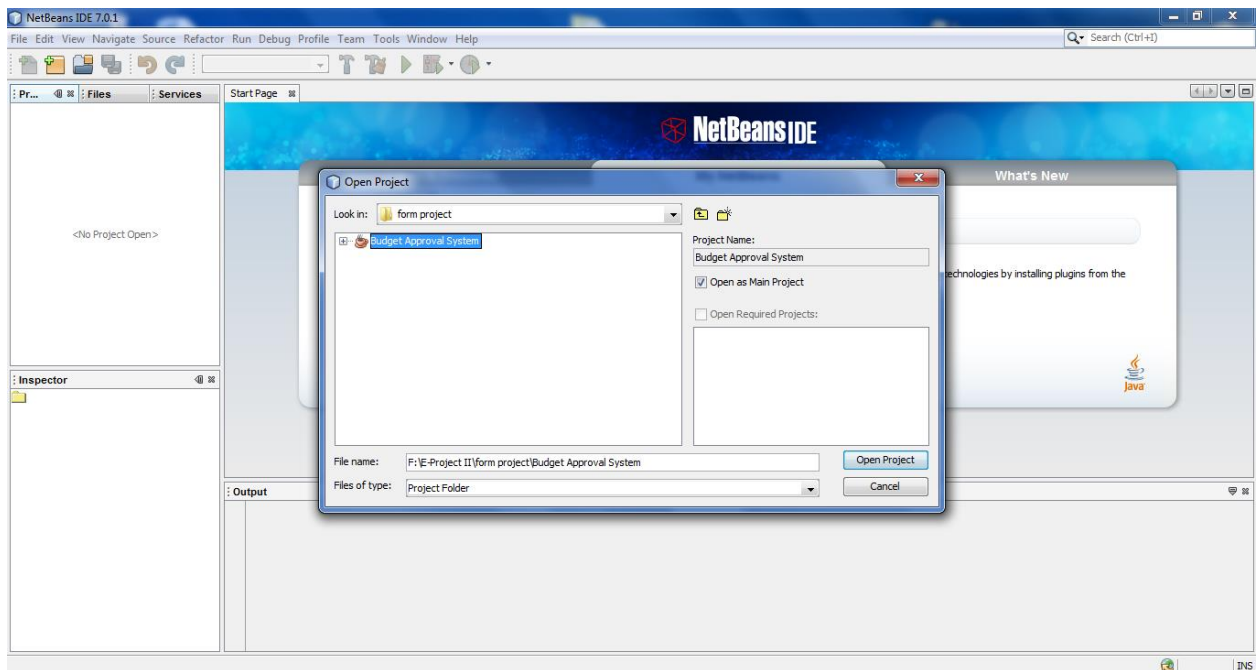 NetBeans IDE 7.0.1
File Edit View Navigate Source Refactor Run Debug Profile Team Tools Window Help
Search (Ctrl+I)
Pr... Files Services
Start Page
NetBeans IDE
My NetBeans
What's New
<No Project Open>
Open Project
Look in: form project
Budget Approval System
Project Name:
Budget Approval System
Open as Main Project
Open Required Projects:
technologies by installing plugins from the
Java
Inspector
File name: F:\E-Project II\form project\Budget Approval System
Open Project
Files of type: Project Folder
Cancel
Output
INS